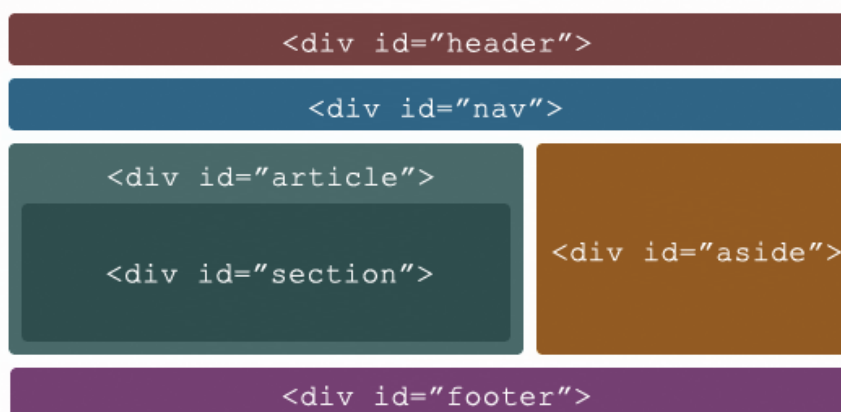 <div id=”header”>
<div id=”nav”>
<div id=”article”>
<div id=”section”>
<div id=”aside”>
<div id=”footer”>